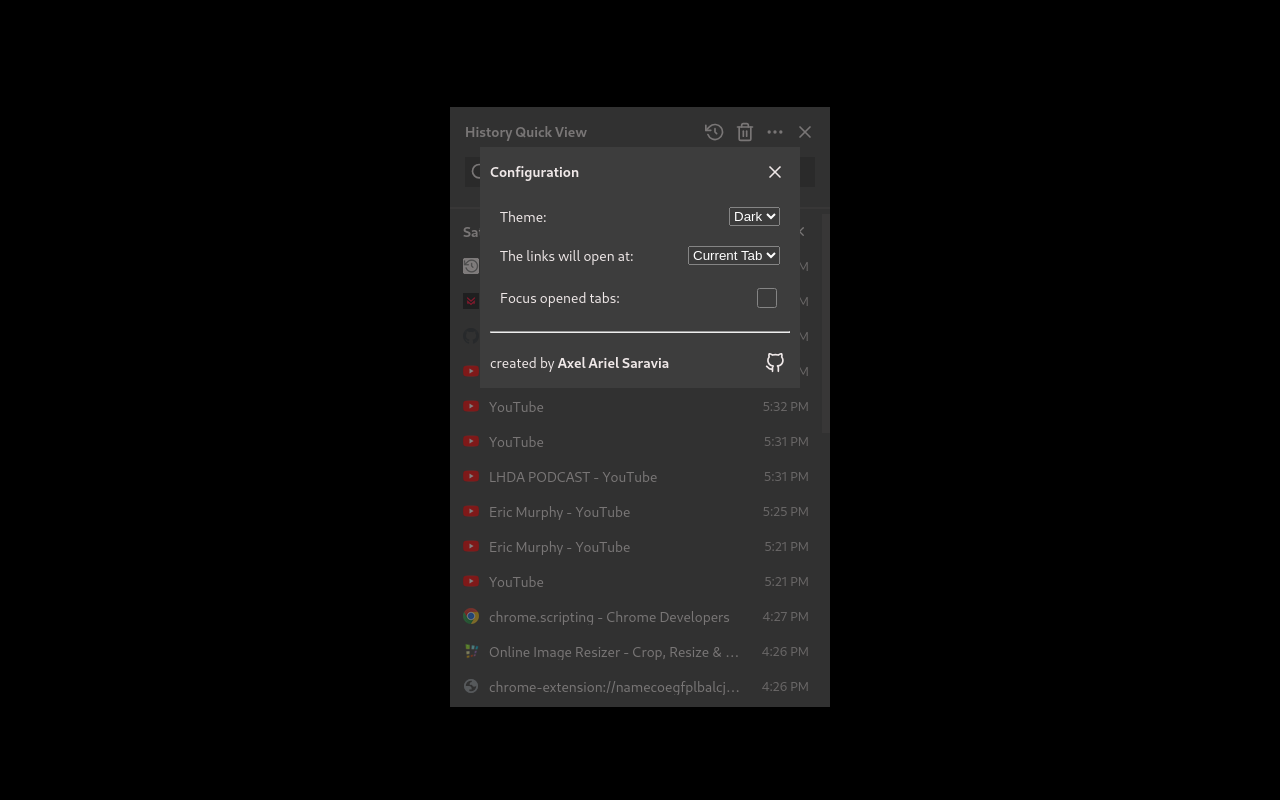 History Quick View
Configuration
Theme: Dark
The links will open at: Current Tab
Focus opened tabs:
created by Axel Ariel Saravia
YouTube 5:32 PM
YouTube 5:31 PM
LHDA PODCAST - YouTube 5:31 PM
Eric Murphy - YouTube 5:25 PM
Eric Murphy - YouTube 5:21 PM
YouTube 5:21 PM
chrome.scripting - Chrome Developers 4:27 PM
Online Image Resizer - Crop, Resize & ... 4:26 PM
chrome-extension://namecoegfplbalcj... 4:26 PM